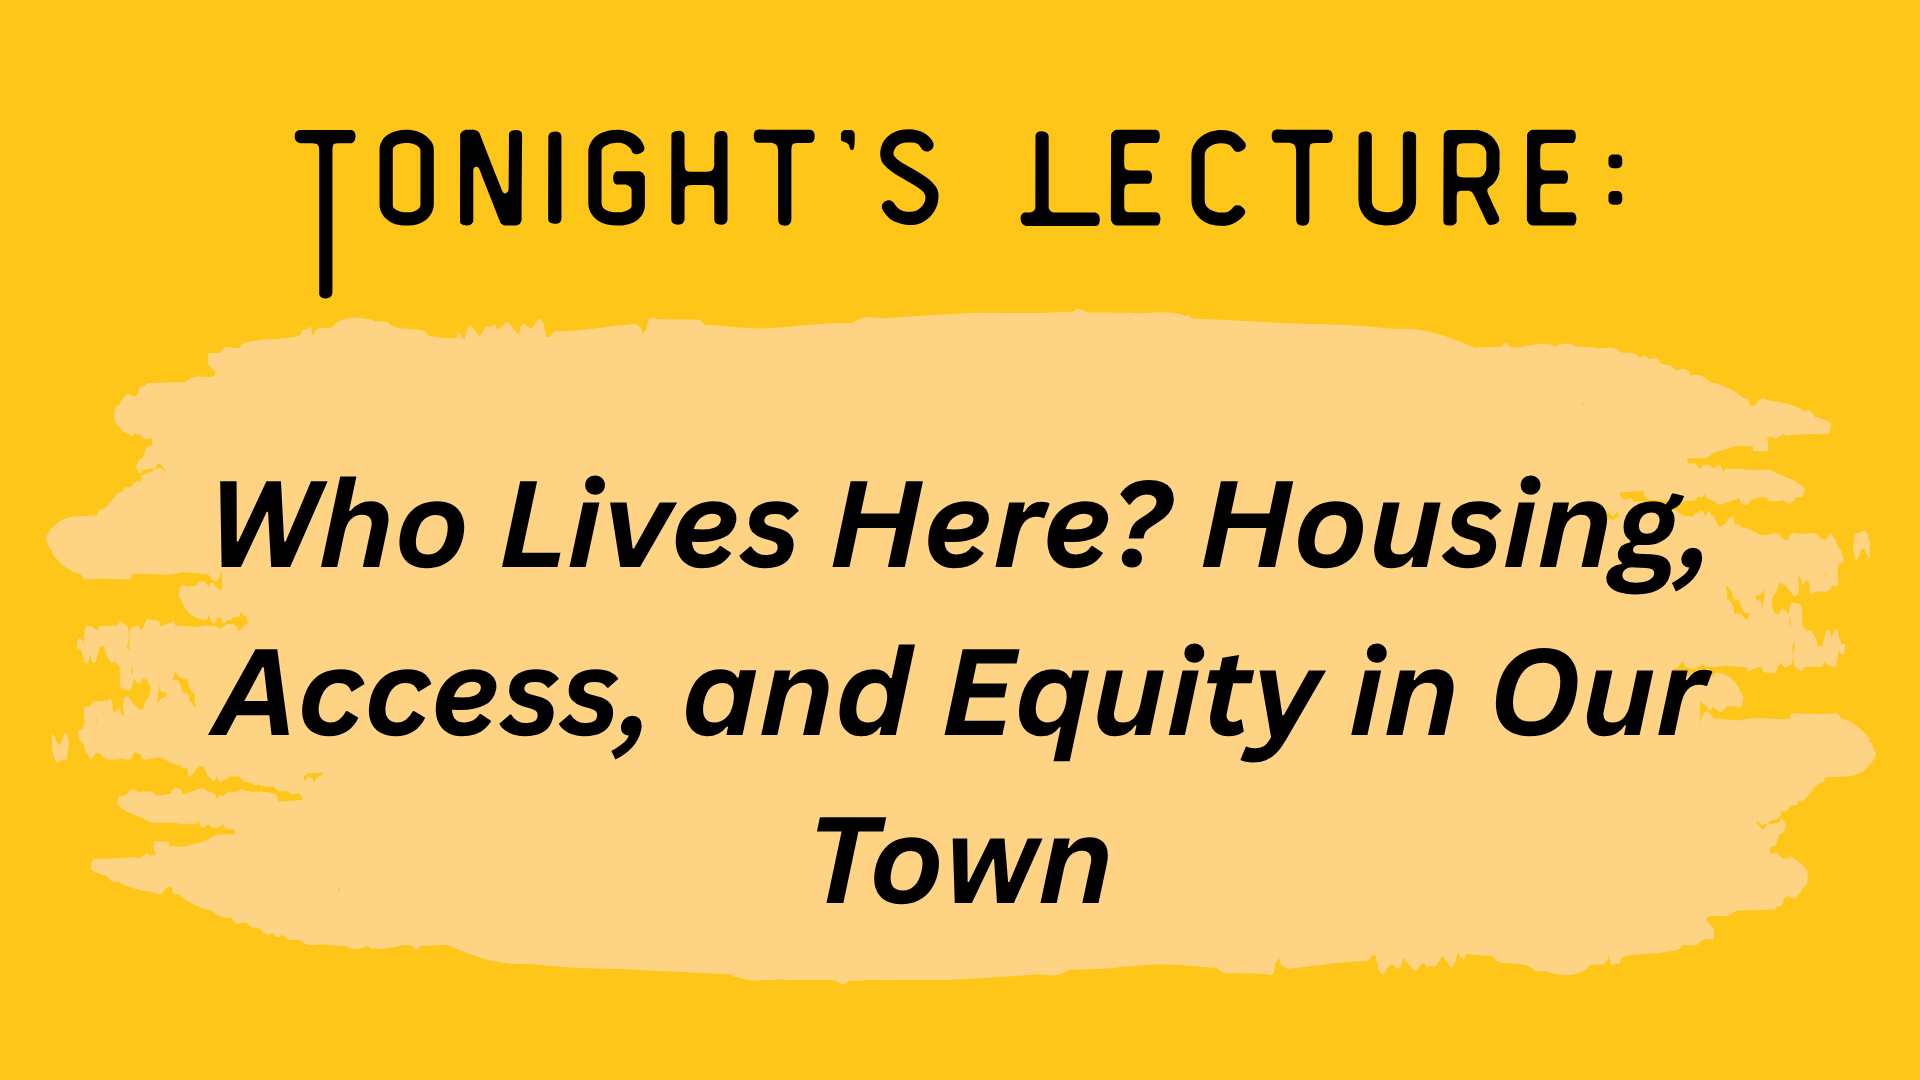 Tonight's Lecture:
Who Lives Here? Housing,
Access, and Equity in Our
Town